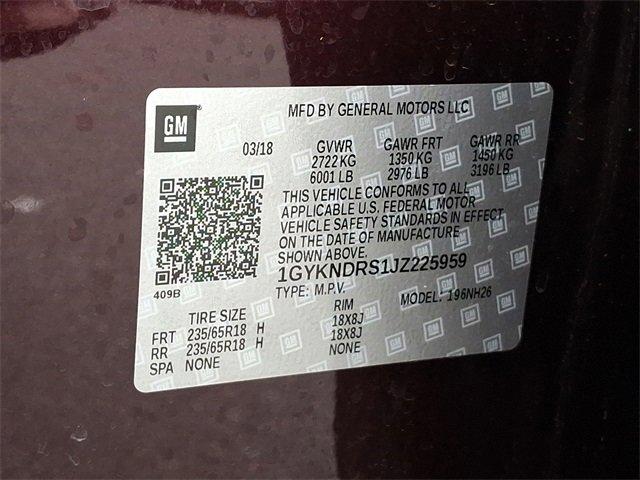 GM
MFD BY GENERAL MOTORS LLC
03/18 GVWR GAWR FRT GAWR RR
2722 KG 1350 KG 1450 KG
6001 LB 2976 LB 3196 LB
THIS VEHICLE CONFORMS TO ALL
APPLICABLE U.S. FEDERAL MOTOR
VEHICLE SAFETY STANDARDS IN EFFECT
ON THE DATE OF MANUFACTURE
SHOWN ABOVE
409B
1GYKNDRS1JZ225959
TYPE: M.P.V. MODEL: 196NH26
TIRE SIZE RIM
FRT 235/65R18 H 18X8J
RR 235/65R18 H 18X8J
SPA NONE NONE